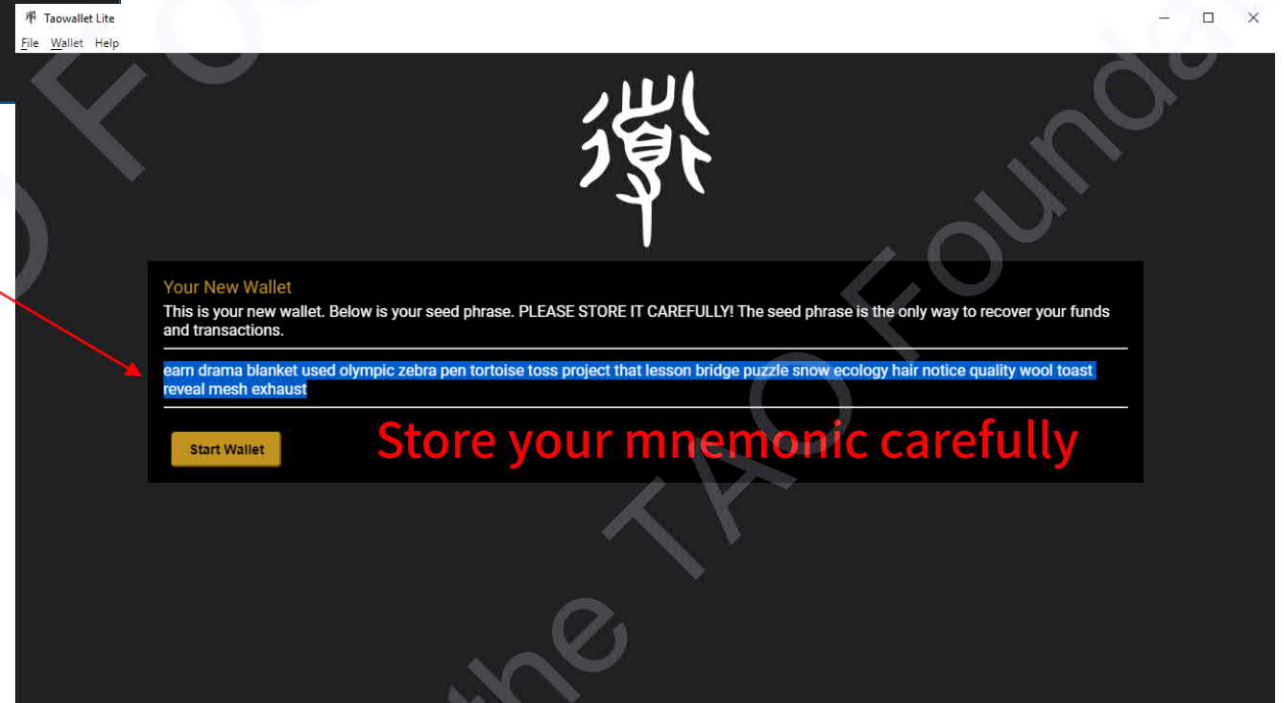 Taowallet Lite
File Wallet Help
Your New Wallet
This is your new wallet. Below is your seed phrase. PLEASE STORE IT CAREFULLY! The seed phrase is the only way to recover your funds
and transactions.
earn drama blanket used olympic zebra pen tortoise toss project that lesson bridge puzzle snow ecology hair notice quality wool toast
reveal mesh exhaust
Start Wallet
Store your mnemonic carefully
the TAO Founda